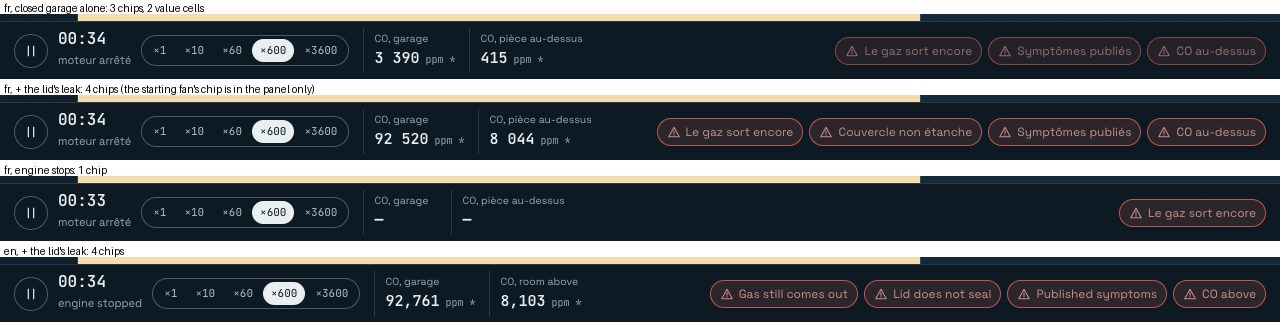 fr, closed garage alone: 3 chips, 2 value cells
00:34
moteur arrêté
×1 ×10 ×60 ×600 ×3600
CO, garage
3 390 ppm *
CO, pièce au-dessus
415 ppm *
Le gaz sort encore
Symptômes publiés
CO au-dessus
fr, + the lid's leak: 4 chips (the starting fan's chip is in the panel only)
00:34
moteur arrêté
×1 ×10 ×60 ×600 ×3600
CO, garage
92 520 ppm *
CO, pièce au-dessus
8 044 ppm *
Le gaz sort encore
Couvercle non étanche
Symptômes publiés
CO au-dessus
fr, engine stops: 1 chip
00:33
moteur arrêté
×1 ×10 ×60 ×600 ×3600
CO, garage
—
CO, pièce au-dessus
—
Le gaz sort encore
en, + the lid's leak: 4 chips
00:34
engine stopped
×1 ×10 ×60 ×600 ×3600
CO, garage
92,761 ppm *
CO, room above
8,103 ppm *
Gas still comes out
Lid does not seal
Published symptoms
CO above